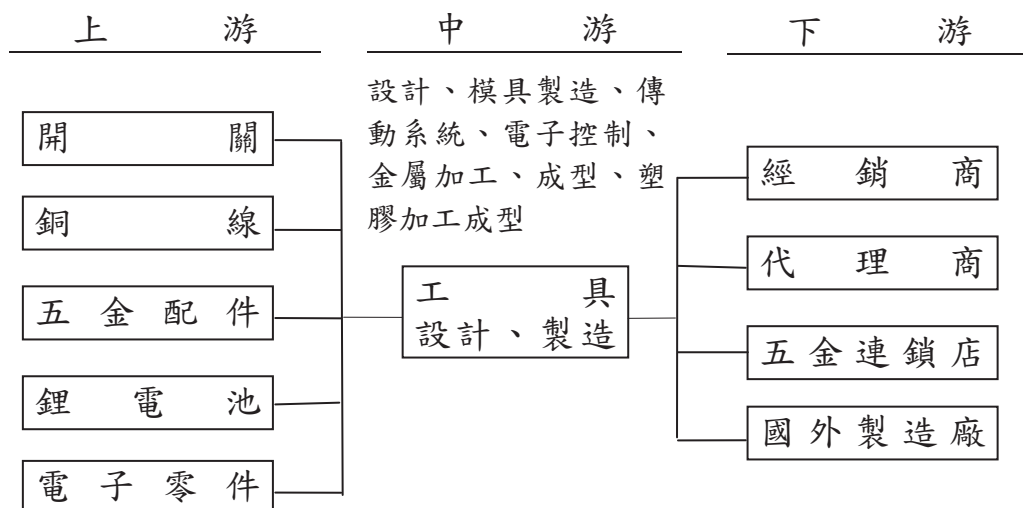 上游
中游
下游
開關
銅線
五金配件
鋰電池
電子零件
設計、模具製造、傳
動系統、電子控制、
金屬加工、成型、塑
膠加工成型
工具
設計、製造
經銷商
代理商
五金連鎖店
國外製造廠